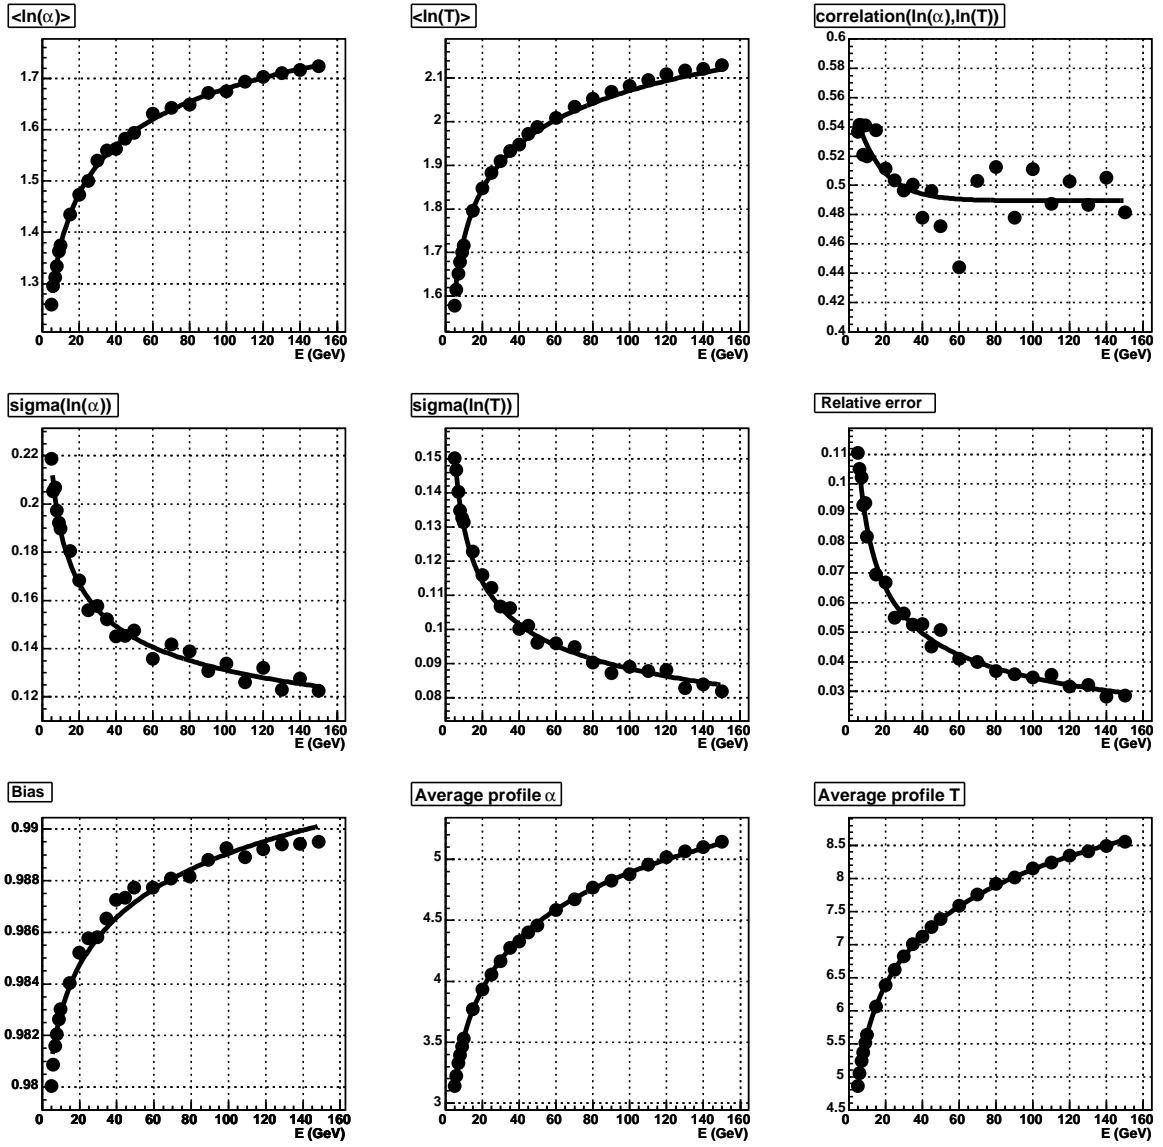 <ln(α)>
1.7
1.6
1.5
1.4
1.3
0 20 40 60 80 100 120 140 160
E (GeV)
<ln(T)>
2.1
2
1.9
1.8
1.7
1.6
0 20 40 60 80 100 120 140 160
E (GeV)
correlation(ln(α),ln(T))
0.6
0.58
0.56
0.54
0.52
0.5
0.48
0.46
0.44
0.42
0.4
0 20 40 60 80 100 120 140 160
E (GeV)
sigma(ln(α))
0.22
0.2
0.18
0.16
0.14
0.12
0 20 40 60 80 100 120 140 160
E (GeV)
sigma(ln(T))
0.15
0.14
0.13
0.12
0.11
0.1
0.09
0.08
0 20 40 60 80 100 120 140 160
E (GeV)
Relative error
0.11
0.1
0.09
0.08
0.07
0.06
0.05
0.04
0.03
0 20 40 60 80 100 120 140 160
E (GeV)
Bias
0.99
0.988
0.986
0.984
0.982
0.98
0 20 40 60 80 100 120 140 160
E (GeV)
Average profile α
5
4.5
4
3.5
3
0 20 40 60 80 100 120 140 160
E (GeV)
Average profile T
8.5
8
7.5
7
6.5
6
5.5
5
4.5
0 20 40 60 80 100 120 140 160
E (GeV)